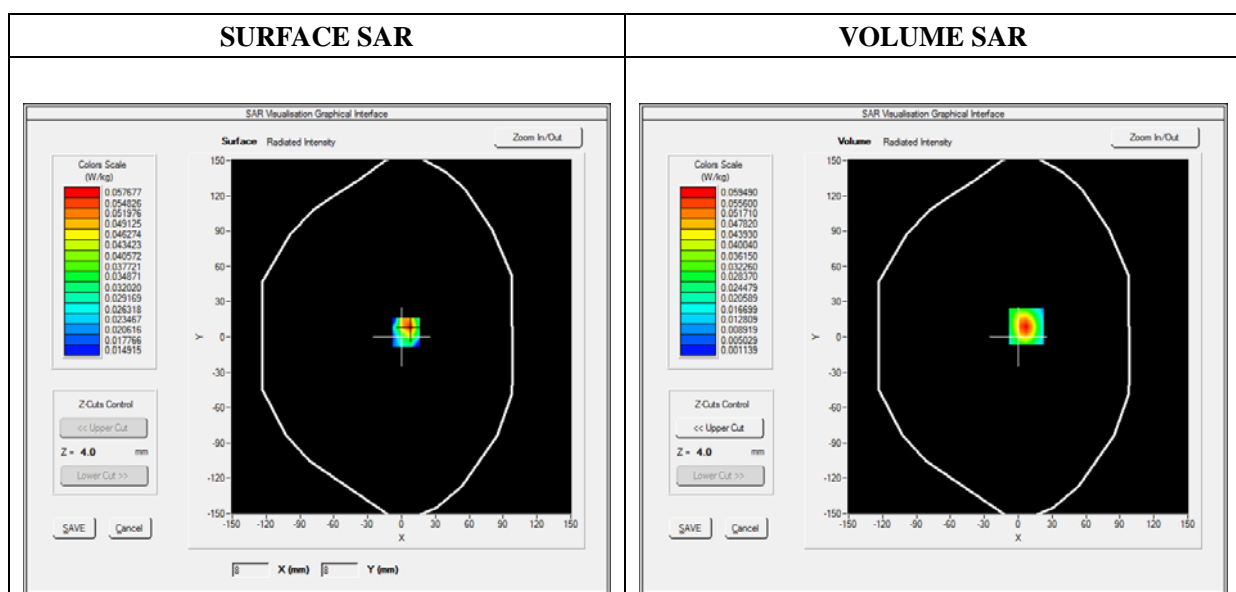 SURFACE SAR
VOLUME SAR
SAR Visualisation Graphical Interface
Surface Radiated Intensity
Zoom In/Out
Colors Scale
(W/kg)
0.057677
0.054826
0.051976
0.049125
0.046274
0.043423
0.040572
0.037721
0.034871
0.032020
0.029169
0.026318
0.023467
0.020616
0.017766
0.014915
Z-Cuts Control
<< Upper Cut
Z = 4.0 mm
Lower Cut >>
SAVE Cancel
150
120
90
60
30
0
-30
-60
-90
-120
-150
Y
-150 -120 -90 -60 -30 0 30 60 90 120 150
X
8 X (mm) 8 Y (mm)
SAR Visualisation Graphical Interface
Volume Radiated Intensity
Zoom In/Out
Colors Scale
(W/kg)
0.059490
0.055600
0.051710
0.047820
0.043930
0.040040
0.036150
0.032260
0.028370
0.024479
0.020589
0.016699
0.012809
0.008919
0.005029
0.001139
Z-Cuts Control
<< Upper Cut
Z = 4.0 mm
Lower Cut >>
SAVE Cancel
150
120
90
60
30
0
-30
-60
-90
-120
-150
Y
-150 -120 -90 -60 -30 0 30 60 90 120 150
X